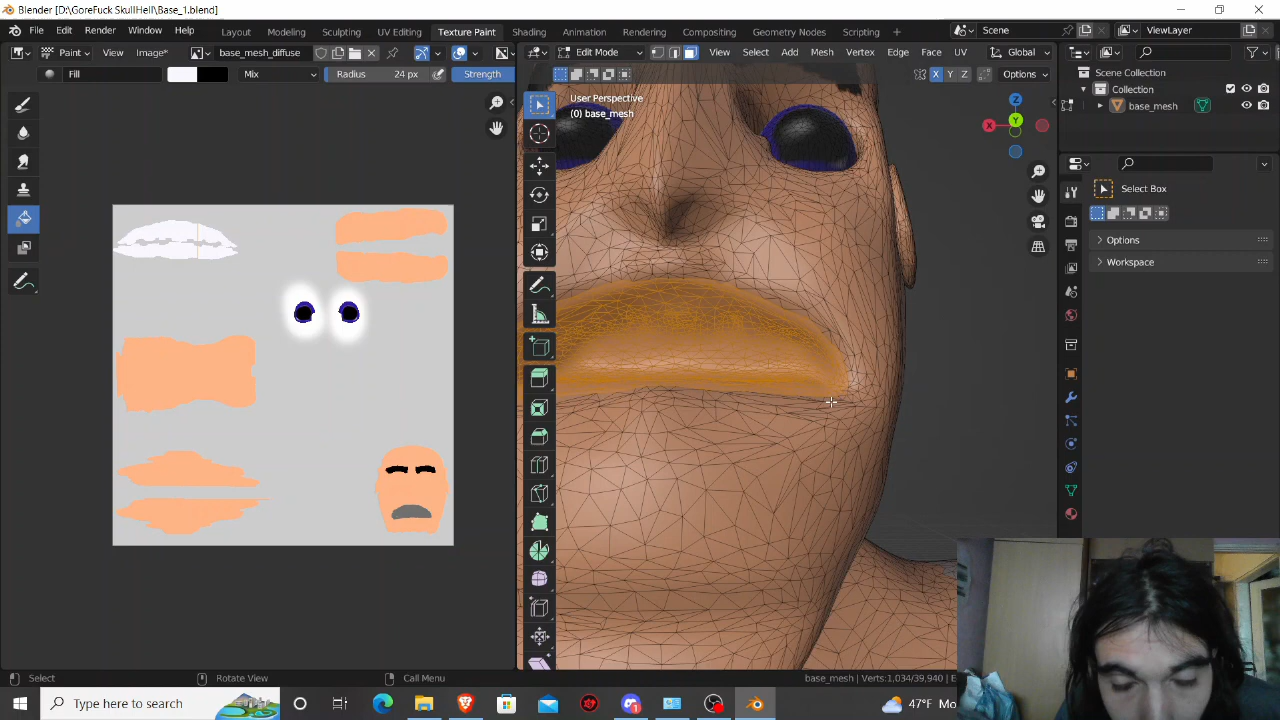 Blender [D:\GoreFuck SkullHell\Base_1.blend]
File Edit Render Window Help Layout Modeling Sculpting UV Editing Texture Paint Shading Animation Rendering Compositing Geometry Nodes Scripting + Scene ViewLayer
Paint View Image* base_mesh_diffuse Edit Mode View Select Add Mesh Vertex Edge Face UV Global
Fill Mix Radius 24 px Strength X Y Z Options
Scene Collection
Collection
base_mesh
User Perspective
(0) base_mesh
Z
Y
X
Select Box
Options
Workspace
Select Rotate View Call Menu base_mesh | Verts:1,034/39,940
Type here to search 47°F Mo